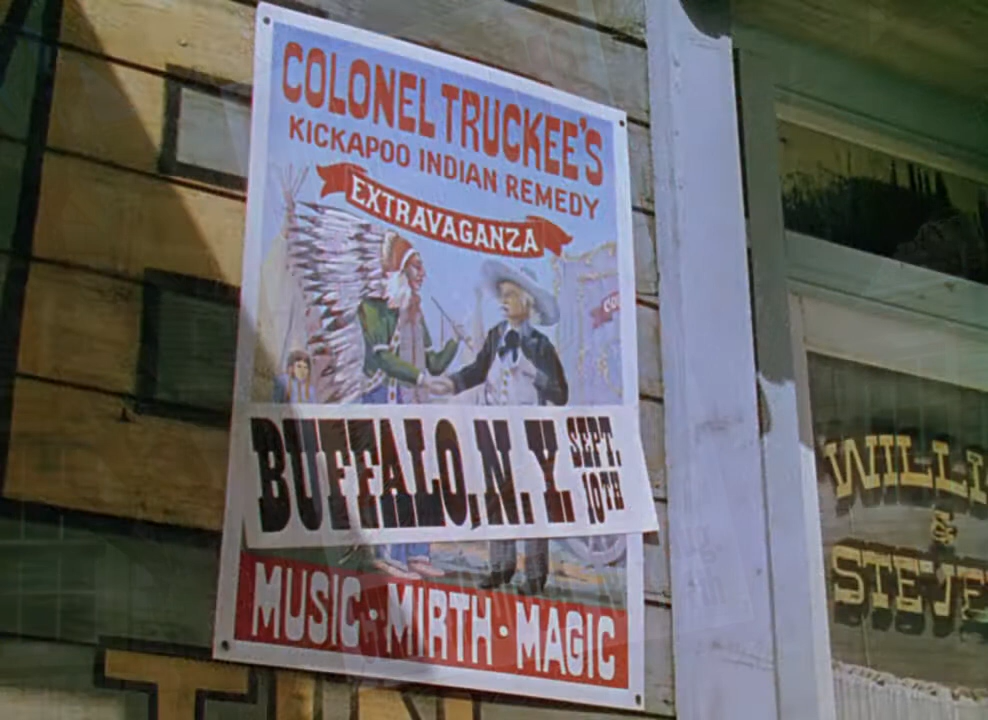 COLONEL TRUCKEE'S
KICKAPOO INDIAN REMEDY
EXTRAVAGANZA
BUFFALO, N.Y. SEPT. 10TH
MUSIC · MIRTH · MAGIC
&